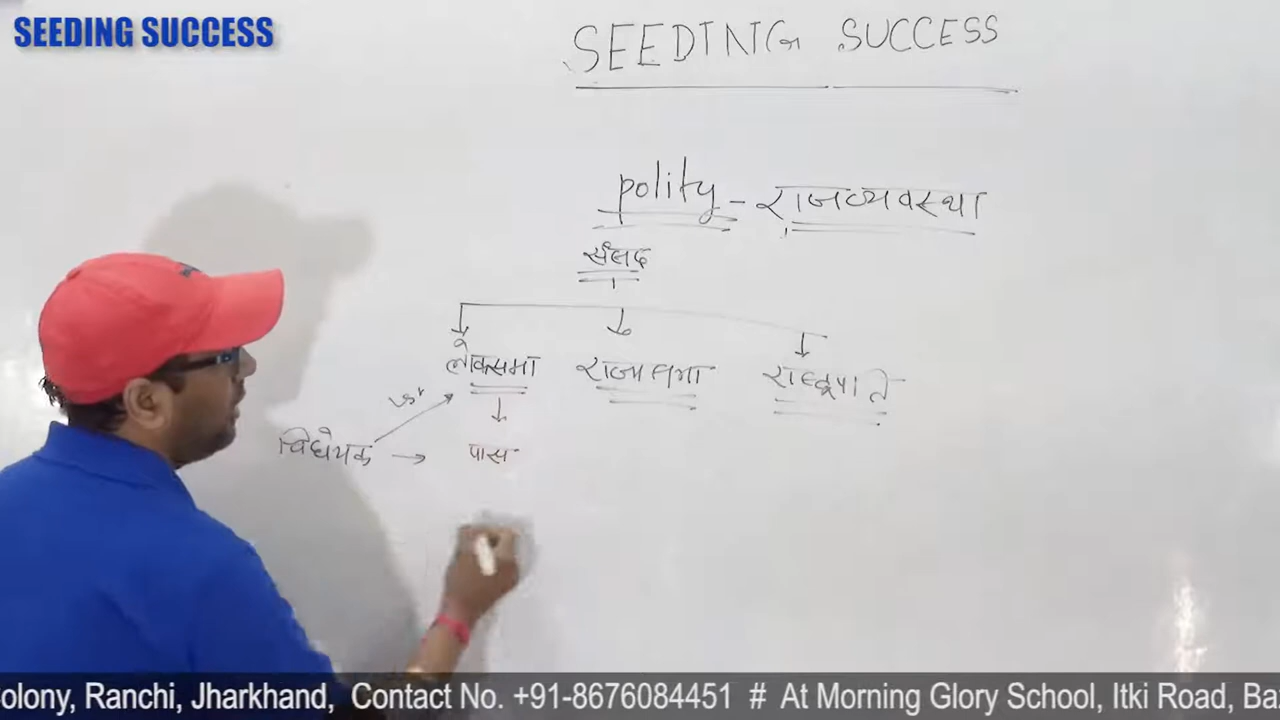 SEEDING SUCCESS
SEEDING SUCCESS
polity - राजव्यवस्था
संसद
लोकसभा राज्यसभा राष्ट्रपति
विधेयक → पास
olony, Ranchi, Jharkhand, Contact No. +91-8676084451 # At Morning Glory School, Itki Road, Ba